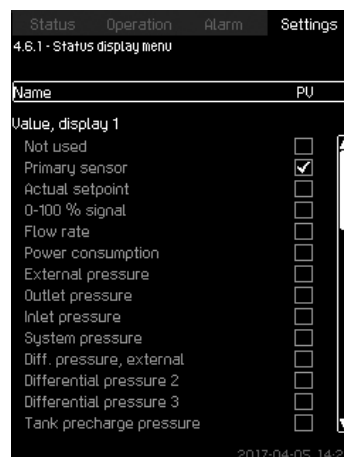 Status Operation Alarm Settings
4.6.1 - Status display menu
Name PV
Value, display 1
Not used
Primary sensor
Actual setpoint
0-100 % signal
Flow rate
Power consumption
External pressure
Outlet pressure
Inlet pressure
System pressure
Diff. pressure, external
Differential pressure 2
Differential pressure 3
Tank precharge pressure
2017-04-05 14:2